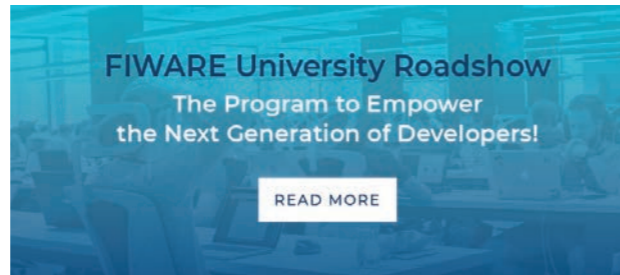 FIWARE University Roadshow
The Program to Empower
the Next Generation of Developers!
READ MORE